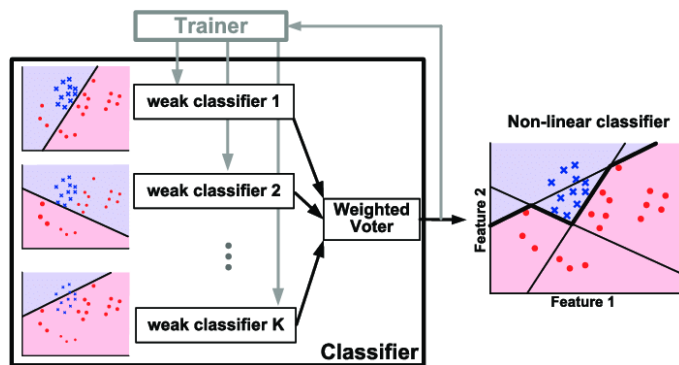 Trainer
weak classifier 1
weak classifier 2
weak classifier K
Weighted
Voter
Classifier
Non-linear classifier
Feature 2
Feature 1